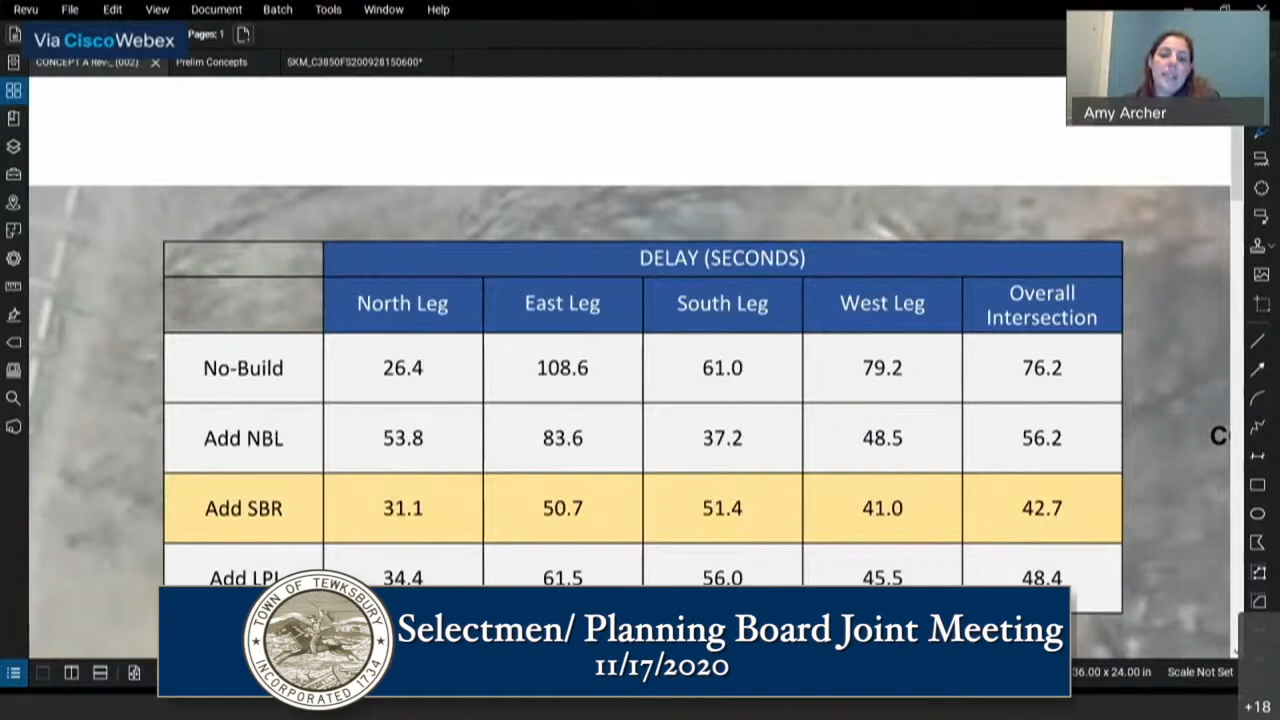 Revu File Edit View Document Batch Tools Window Help
Via CiscoWebex
Pages: 1
CONCEPT A Rev-_ (002)
Prelim Concepts
SKM_C3850FS200928150600*
Amy Archer
DELAY (SECONDS)
North Leg East Leg South Leg West Leg Overall Intersection
No-Build 26.4 108.6 61.0 79.2 76.2
Add NBL 53.8 83.6 37.2 48.5 56.2
C
Add SBR 31.1 50.7 51.4 41.0 42.7
Add LPI 34.4 61.5 56.0 45.5 48.4
TOWN OF TEWKSBURY
INCORPORATED 1734
Selectmen/ Planning Board Joint Meeting
11/17/2020
36.00 x 24.00 in
Scale Not Set
+18